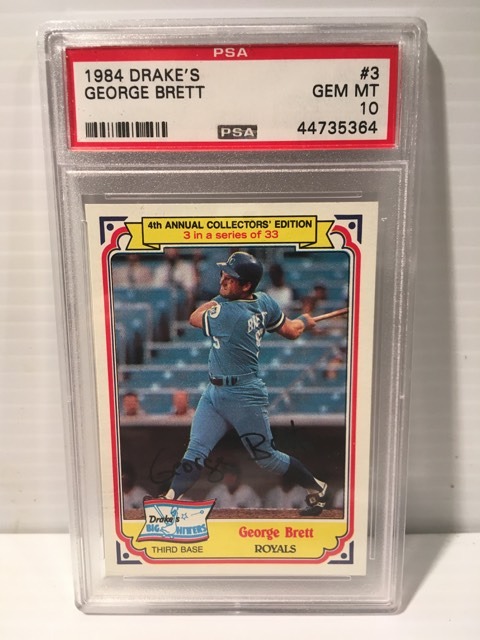 PSA
1984 DRAKE'S #3
GEORGE BRETT GEM MT
10
PSA 44735364
4th ANNUAL COLLECTORS' EDITION
3 in a series of 33
BRETT
5
George Brett
Drake's
BIG HITTERS
George Brett
THIRD BASE ROYALS